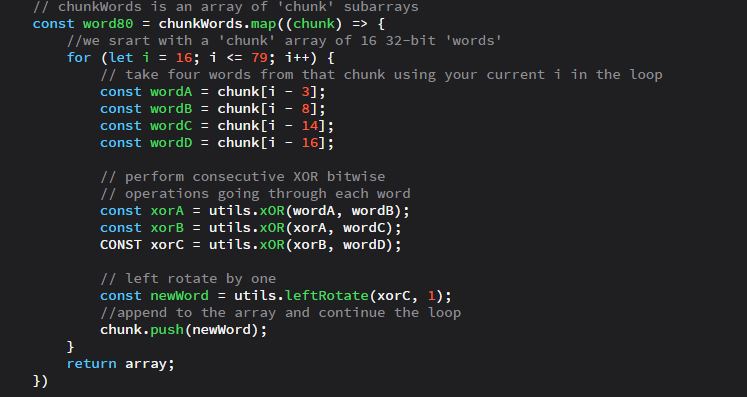 // chunkWords is an array of 'chunk' subarrays
const word80 = chunkWords.map((chunk) => {
//we srart with a 'chunk' array of 16 32-bit 'words'
for (let i = 16; i <= 79; i++) {
// take four words from that chunk using your current i in the loop
const wordA = chunk[i - 3];
const wordB = chunk[i - 8];
const wordC = chunk[i - 14];
const wordD = chunk[i - 16];
// perform consecutive XOR bitwise
// operations going through each word
const xorA = utils.xOR(wordA, wordB);
const xorB = utils.xOR(xorA, wordC);
CONST xorC = utils.xOR(xorB, wordD);
// left rotate by one
const newWord = utils.leftRotate(xorC, 1);
//append to the array and continue the loop
chunk.push(newWord);
}
return array;
})